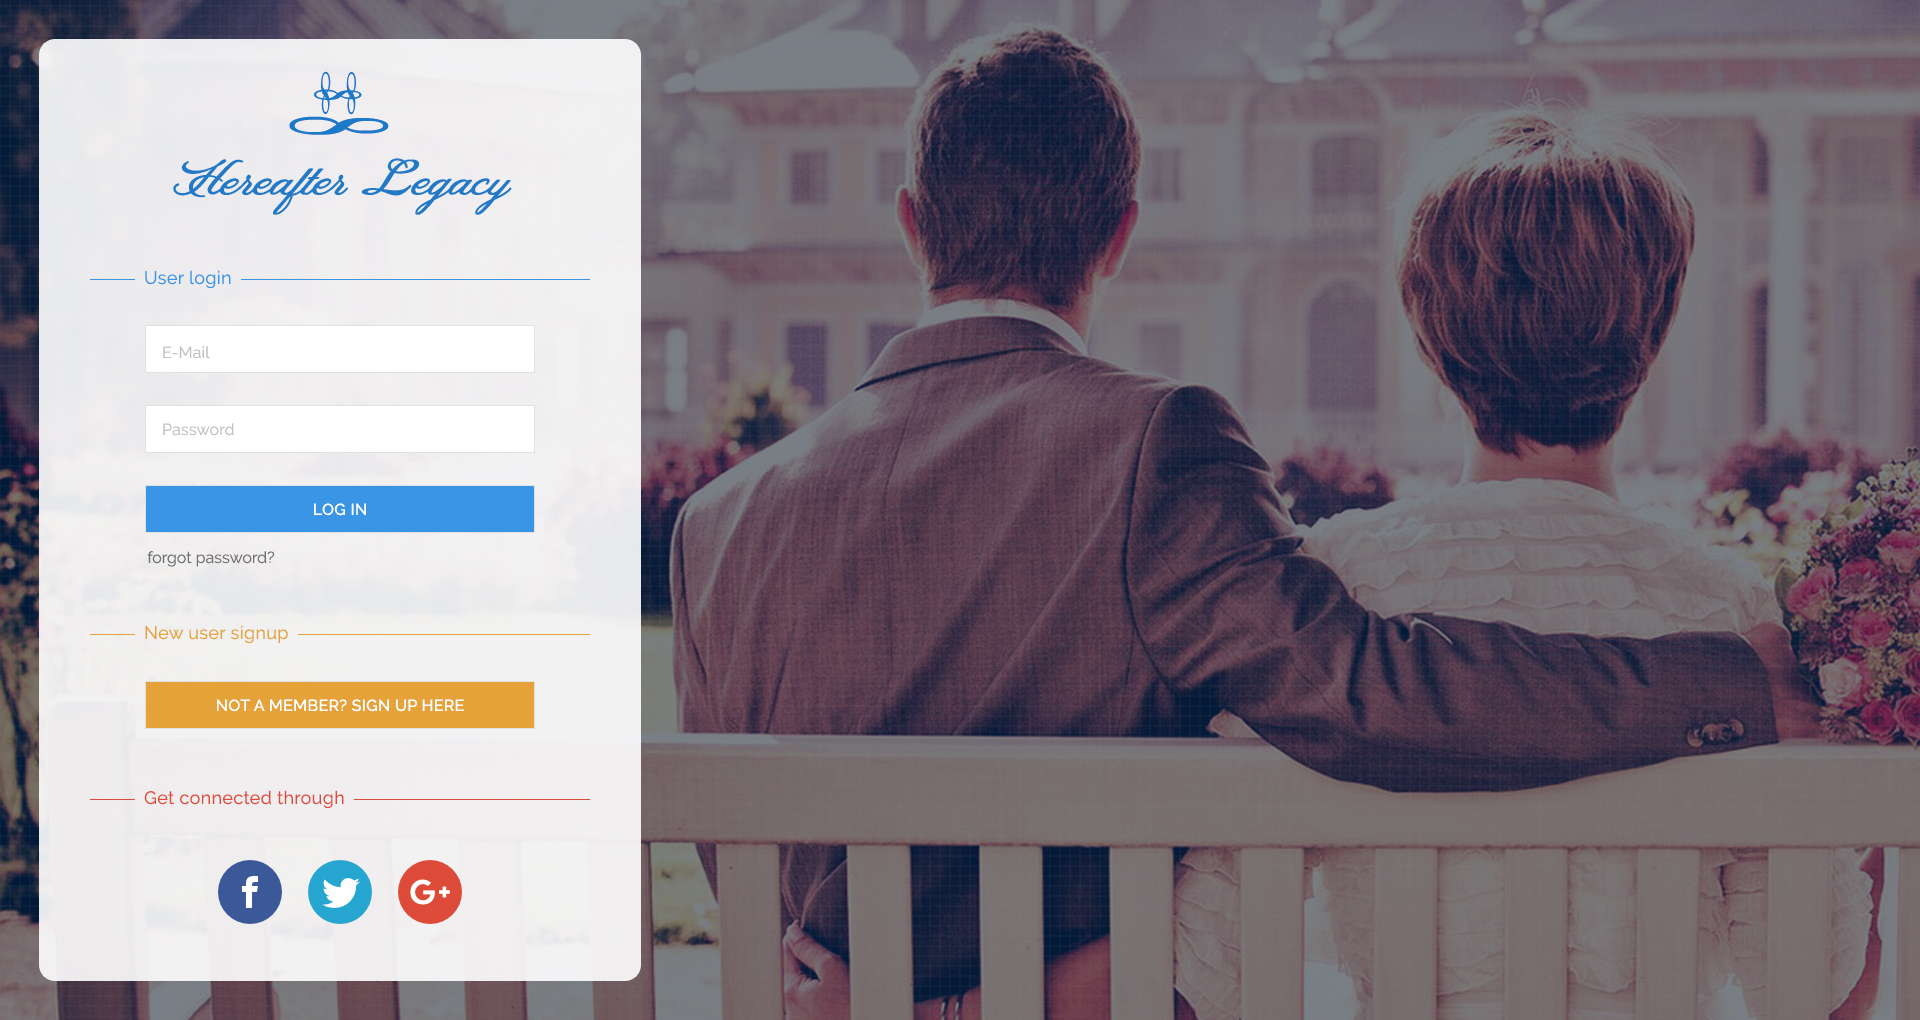 Hereafter Legacy
User login
E-Mail
Password
LOG IN
forgot password?
New user signup
NOT A MEMBER? SIGN UP HERE
Get connected through
f
G+